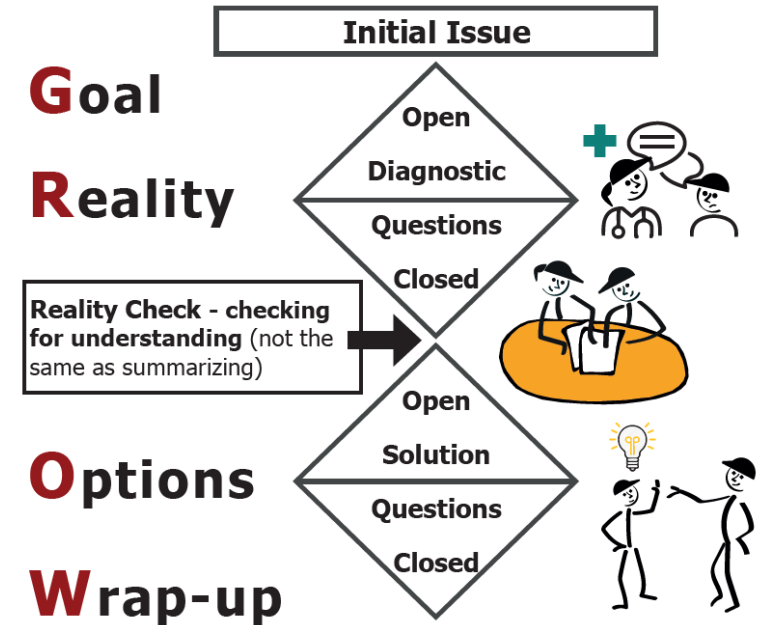 Initial Issue
Goal
Open
Diagnostic
Reality
Questions
Closed
Reality Check - checking
for understanding (not the
same as summarizing)
Open
Solution
Options
Questions
Closed
Wrap-up